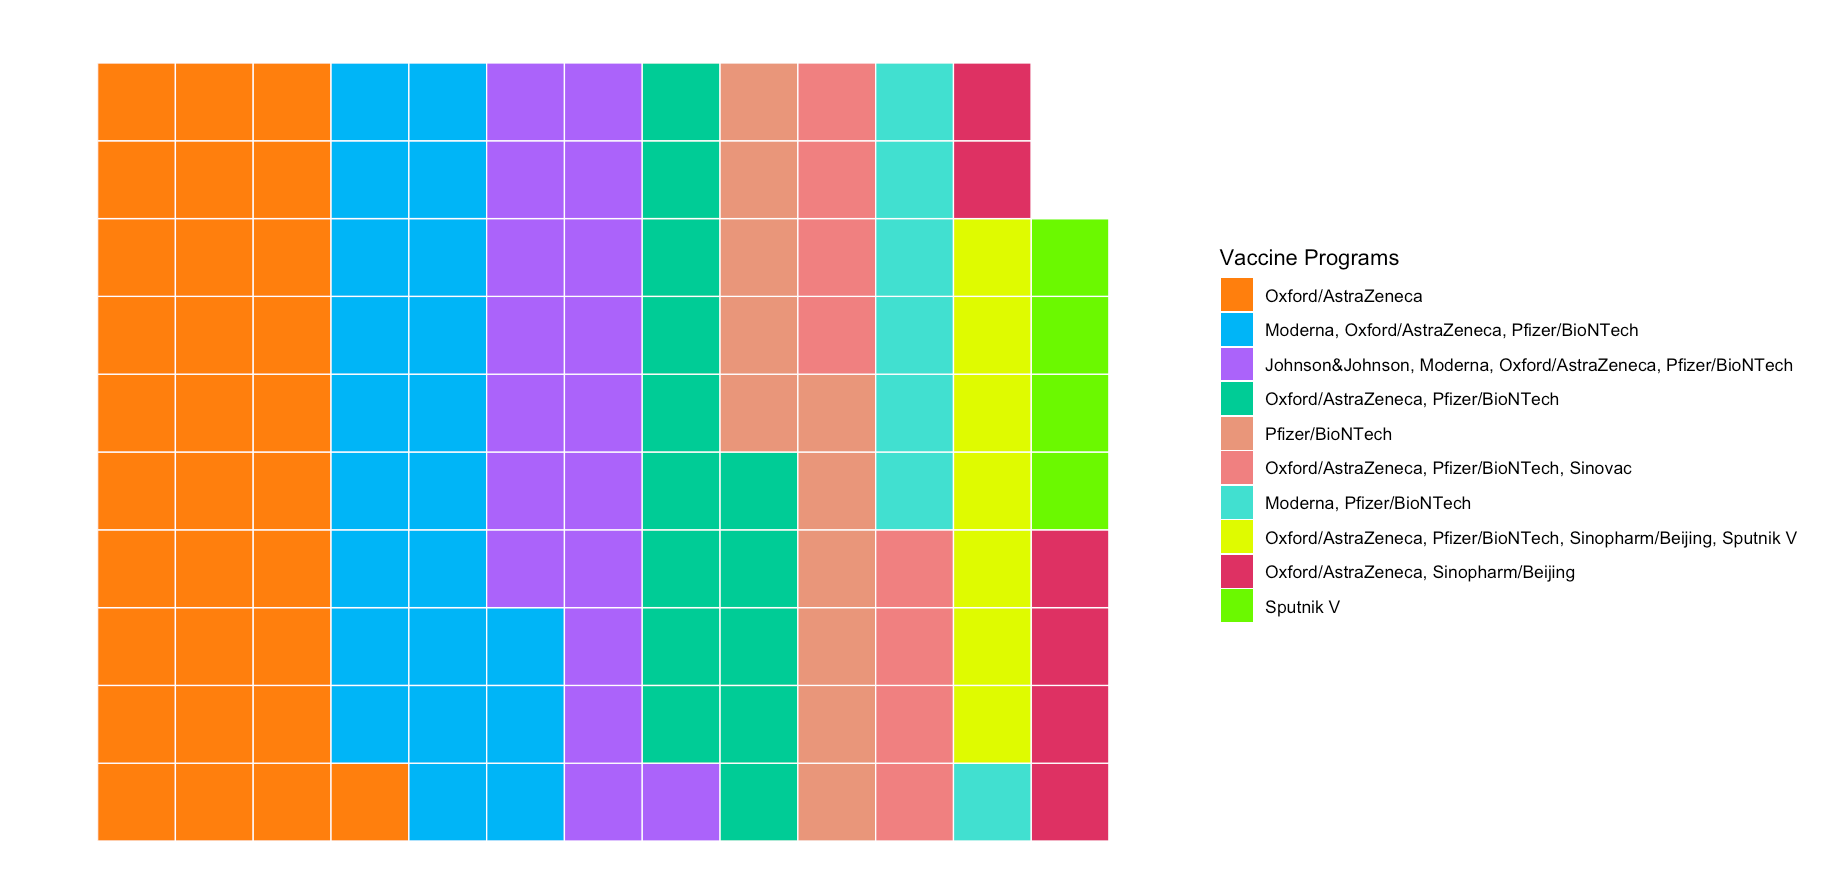 Vaccine Programs
Oxford/AstraZeneca
Moderna, Oxford/AstraZeneca, Pfizer/BioNTech
Johnson&Johnson, Moderna, Oxford/AstraZeneca, Pfizer/BioNTech
Oxford/AstraZeneca, Pfizer/BioNTech
Pfizer/BioNTech
Oxford/AstraZeneca, Pfizer/BioNTech, Sinovac
Moderna, Pfizer/BioNTech
Oxford/AstraZeneca, Pfizer/BioNTech, Sinopharm/Beijing, Sputnik V
Oxford/AstraZeneca, Sinopharm/Beijing
Sputnik V